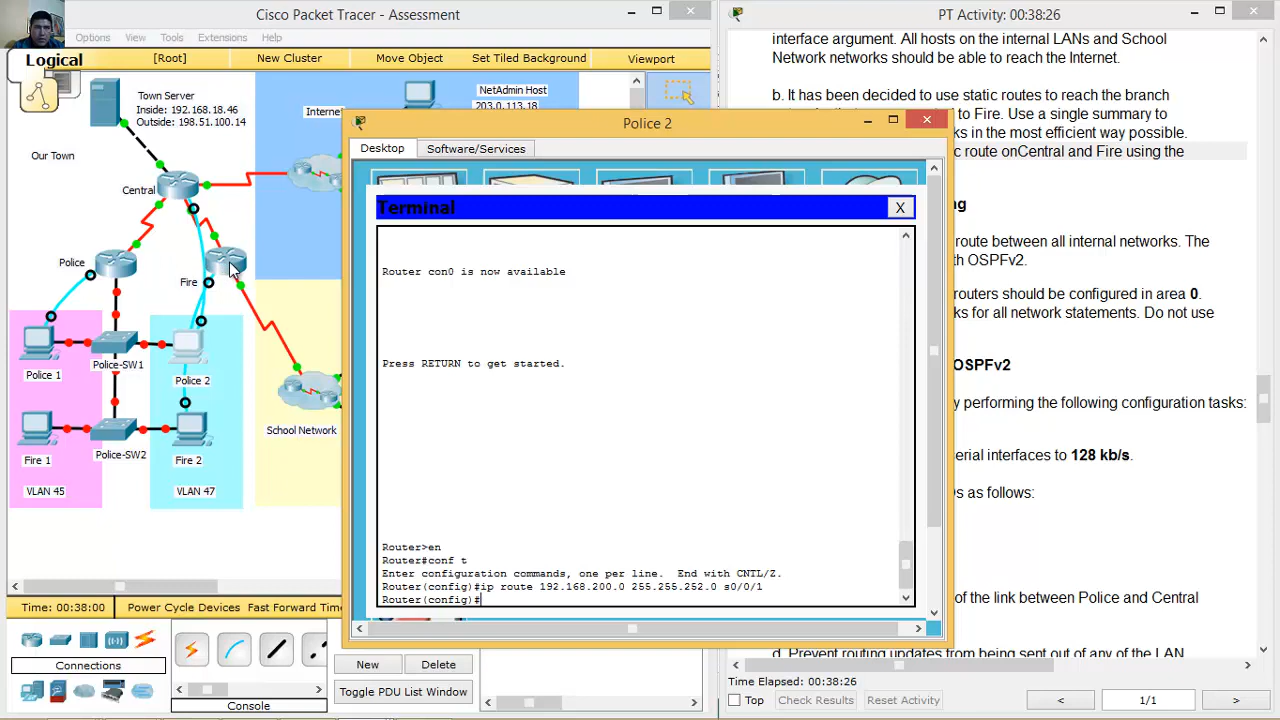 Cisco Packet Tracer - Assessment
Options View Tools Extensions Help
Logical [Root] New Cluster Move Object Set Tiled Background Viewport
Town Server
Inside: 192.168.18.46
Outside: 198.51.100.14
NetAdmin Host
203.0.113.18
Internet
Our Town
Central
Police
Fire
Police-SW1
Police 1
Police 2
Police-SW2
Fire 1
Fire 2
School Network
VLAN 45
VLAN 47
Police 2
Desktop Software/Services
Terminal X
Router con0 is now available
Press RETURN to get started.
Router>en
Router#conf t
Enter configuration commands, one per line. End with CNTL/Z.
Router(config)#ip route 192.168.200.0 255.255.252.0 s0/0/1
Router(config)#
Time: 00:38:00 Power Cycle Devices Fast Forward Time
Connections
Console
New Delete
Toggle PDU List Window
PT Activity: 00:38:26
interface argument. All hosts on the internal LANs and School
Network networks should be able to reach the Internet.
b. It has been decided to use static routes to reach the branch
to Fire. Use a single summary to
ks in the most efficient way possible.
c route onCentral and Fire using the
ng
route between all internal networks. The
th OSPFv2.
routers should be configured in area 0.
ks for all network statements. Do not use
OSPFv2
y performing the following configuration tasks:
serial interfaces to 128 kb/s.
s as follows:
of the link between Police and Central
d. Prevent routing updates from being sent out of any of the LAN
Time Elapsed: 00:38:26
Top Check Results Reset Activity < 1/1 >